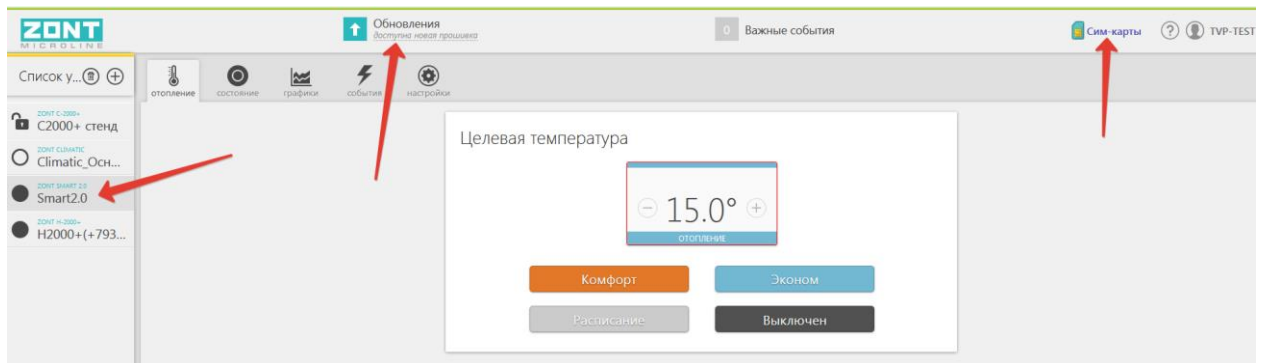 ZONT
MICROLINE
Обновления
доступна новая прошивка
0 Важные события
Сим-карты
? TVP-TEST
Список у...
отопление
состояние
графики
события
настройки
ZONT C-2000+
C2000+ стенд
ZONT CLIMATIC
Climatic_Осн...
ZONT SMART 2.0
Smart2.0
ZONT H-2000+
H2000+(+793...
Целевая температура
15.0°
ОТОПЛЕНИЕ
Комфорт
Эконом
Расписание
Выключен